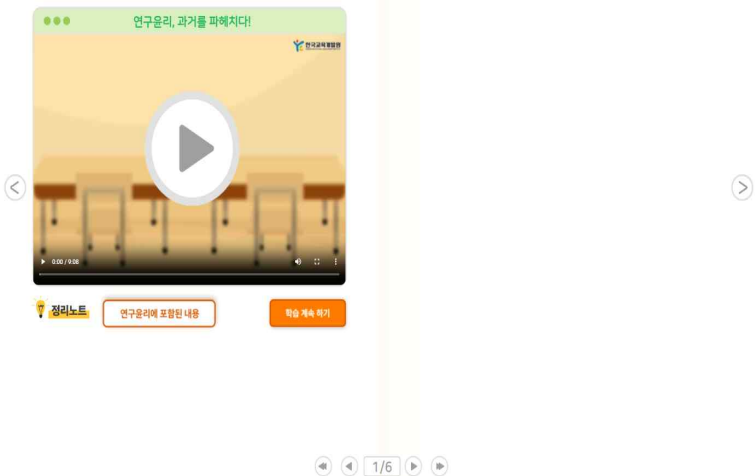 연구윤리, 과거를 파헤치다!
한국교육개발원
0:00 / 9:08
정리노트
연구윤리에 포함된 내용
학습 계속 하기
1/6